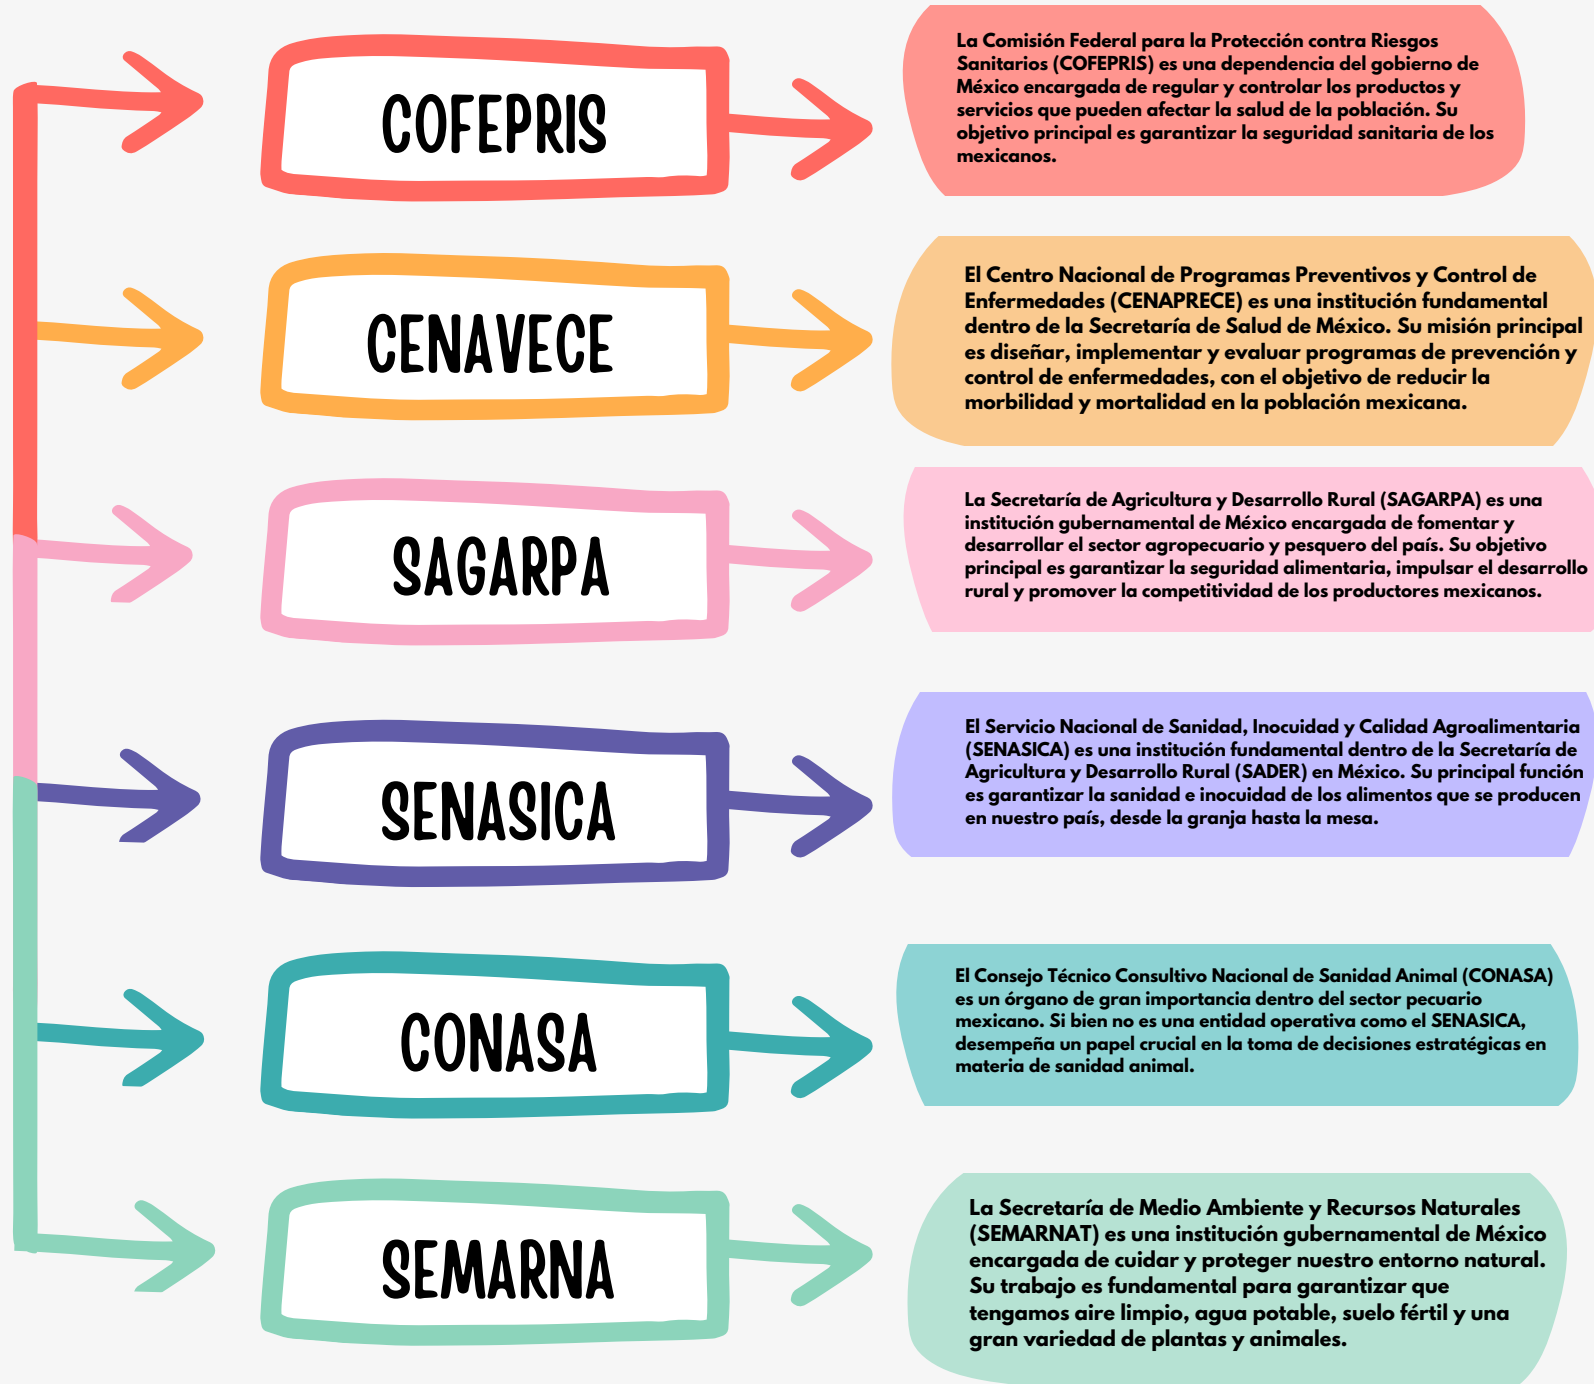 COFEPRIS
La Comisión Federal para la Protección contra Riesgos
Sanitarios (COFEPRIS) es una dependencia del gobierno de
México encargada de regular y controlar los productos y
servicios que pueden afectar la salud de la población. Su
objetivo principal es garantizar la seguridad sanitaria de los
mexicanos.
CENAVECE
El Centro Nacional de Programas Preventivos y Control de
Enfermedades (CENAPRECE) es una institución fundamental
dentro de la Secretaría de Salud de México. Su misión principal
es diseñar, implementar y evaluar programas de prevención y
control de enfermedades, con el objetivo de reducir la
morbilidad y mortalidad en la población mexicana.
SAGARPA
La Secretaría de Agricultura y Desarrollo Rural (SAGARPA) es una
institución gubernamental de México encargada de fomentar y
desarrollar el sector agropecuario y pesquero del país. Su objetivo
principal es garantizar la seguridad alimentaria, impulsar el desarrollo
rural y promover la competitividad de los productores mexicanos.
SENASICA
El Servicio Nacional de Sanidad, Inocuidad y Calidad Agroalimentaria
(SENASICA) es una institución fundamental dentro de la Secretaría de
Agricultura y Desarrollo Rural (SADER) en México. Su principal función
es garantizar la sanidad e inocuidad de los alimentos que se producen
en nuestro país, desde la granja hasta la mesa.
CONASA
El Consejo Técnico Consultivo Nacional de Sanidad Animal (CONASA)
es un órgano de gran importancia dentro del sector pecuario
mexicano. Si bien no es una entidad operativa como el SENASICA,
desempeña un papel crucial en la toma de decisiones estratégicas en
materia de sanidad animal.
SEMARNA
La Secretaría de Medio Ambiente y Recursos Naturales
(SEMARNAT) es una institución gubernamental de México
encargada de cuidar y proteger nuestro entorno natural.
Su trabajo es fundamental para garantizar que
tengamos aire limpio, agua potable, suelo fértil y una
gran variedad de plantas y animales.